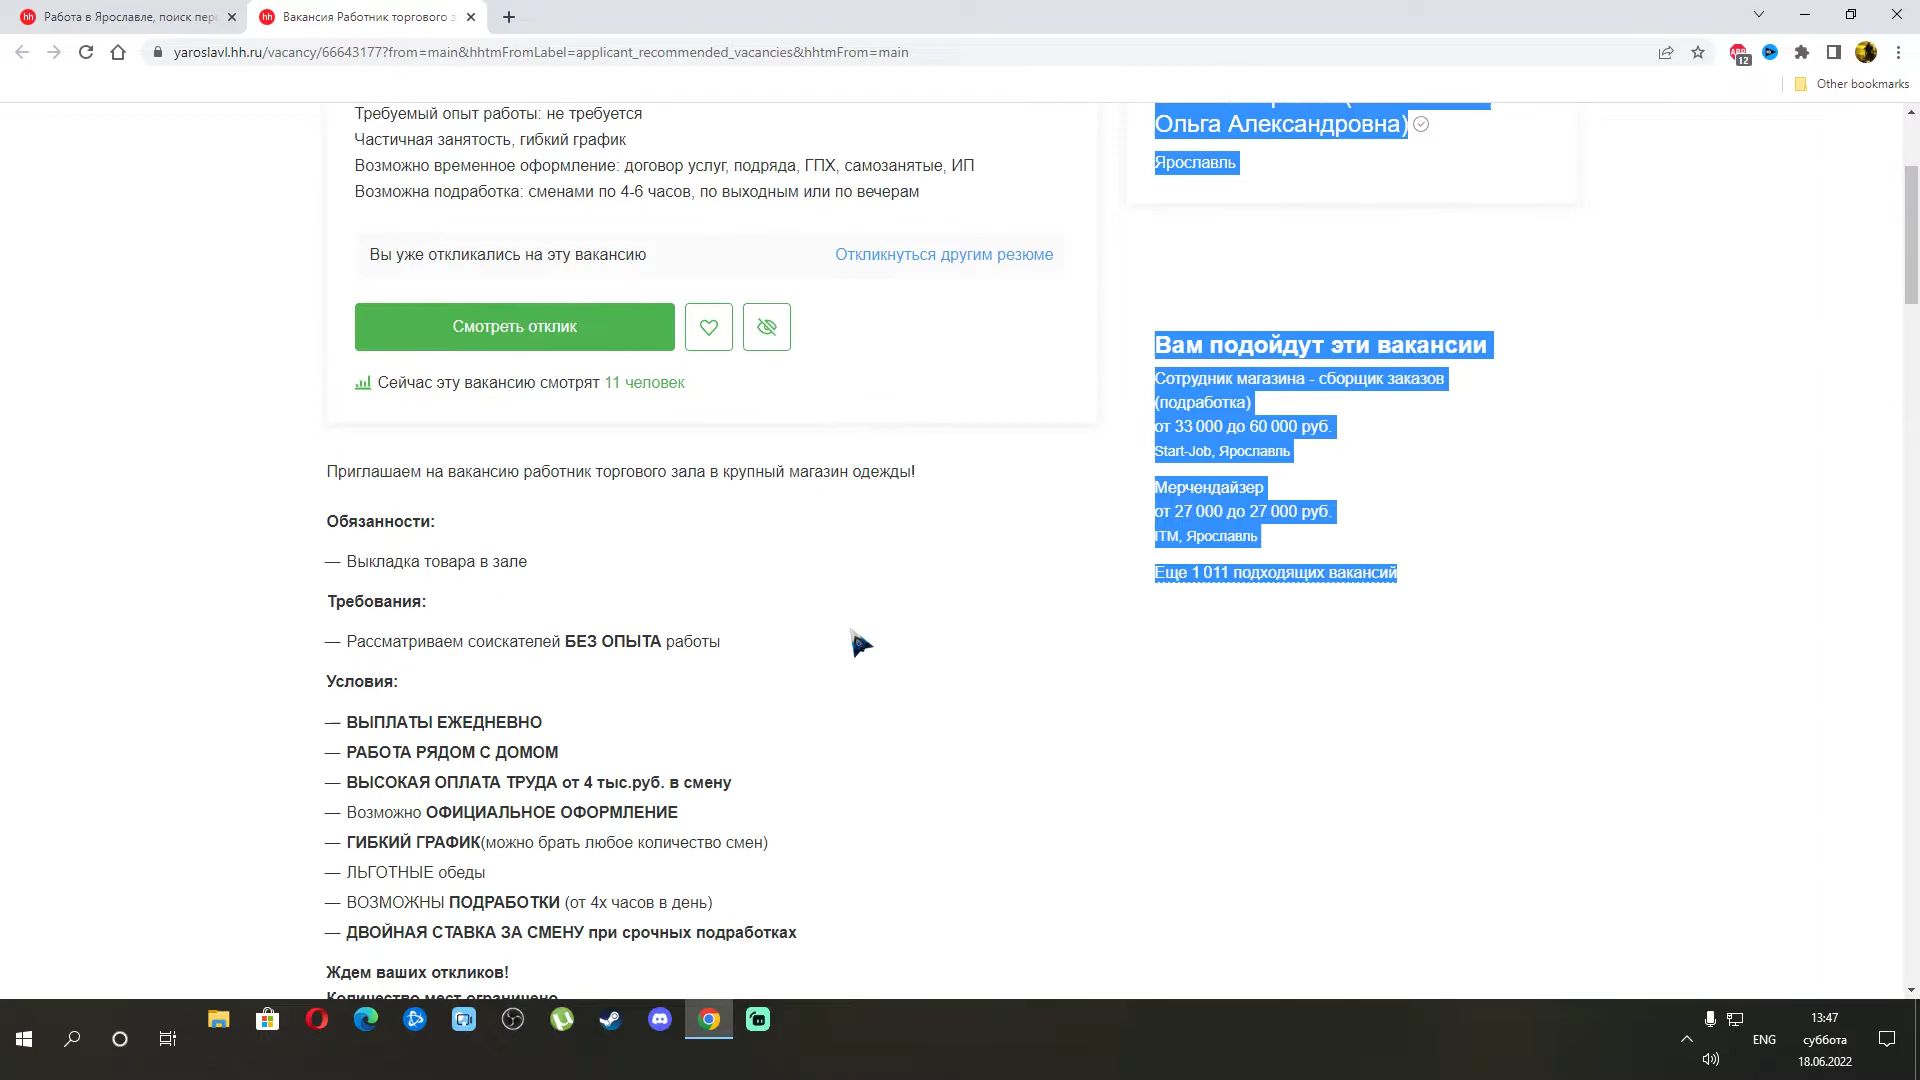 Работа в Ярославле, поиск пер
Вакансия Работник торгового з
yaroslavl.hh.ru/vacancy/66643177?from=main&hhtmFromLabel=applicant_recommended_vacancies&hhtmFrom=main
12
Other bookmarks
Требуемый опыт работы: не требуется
Частичная занятость, гибкий график
Возможно временное оформление: договор услуг, подряда, ГПХ, самозанятые, ИП
Возможна подработка: сменами по 4-6 часов, по выходным или по вечерам
Вы уже откликались на эту вакансию
Откликнуться другим резюме
Смотреть отклик
Сейчас эту вакансию смотрят 11 человек
Приглашаем на вакансию работник торгового зала в крупный магазин одежды!
Обязанности:
— Выкладка товара в зале
Требования:
— Рассматриваем соискателей БЕЗ ОПЫТА работы
Условия:
— ВЫПЛАТЫ ЕЖЕДНЕВНО
— РАБОТА РЯДОМ С ДОМОМ
— ВЫСОКАЯ ОПЛАТА ТРУДА от 4 тыс.руб. в смену
— Возможно ОФИЦИАЛЬНОЕ ОФОРМЛЕНИЕ
— ГИБКИЙ ГРАФИК(можно брать любое количество смен)
— ЛЬГОТНЫЕ обеды
— ВОЗМОЖНЫ ПОДРАБОТКИ (от 4х часов в день)
— ДВОЙНАЯ СТАВКА ЗА СМЕНУ при срочных подработках
Ждем ваших откликов!
Количество мест ограничено
Ольга Александровна)
Ярославль
Вам подойдут эти вакансии
Сотрудник магазина - сборщик заказов
(подработка)
от 33 000 до 60 000 руб.
Start-Job, Ярославль
Мерчендайзер
от 27 000 до 27 000 руб.
ITM, Ярославль
Еще 1 011 подходящих вакансий
ENG
13:47
суббота
18.06.2022